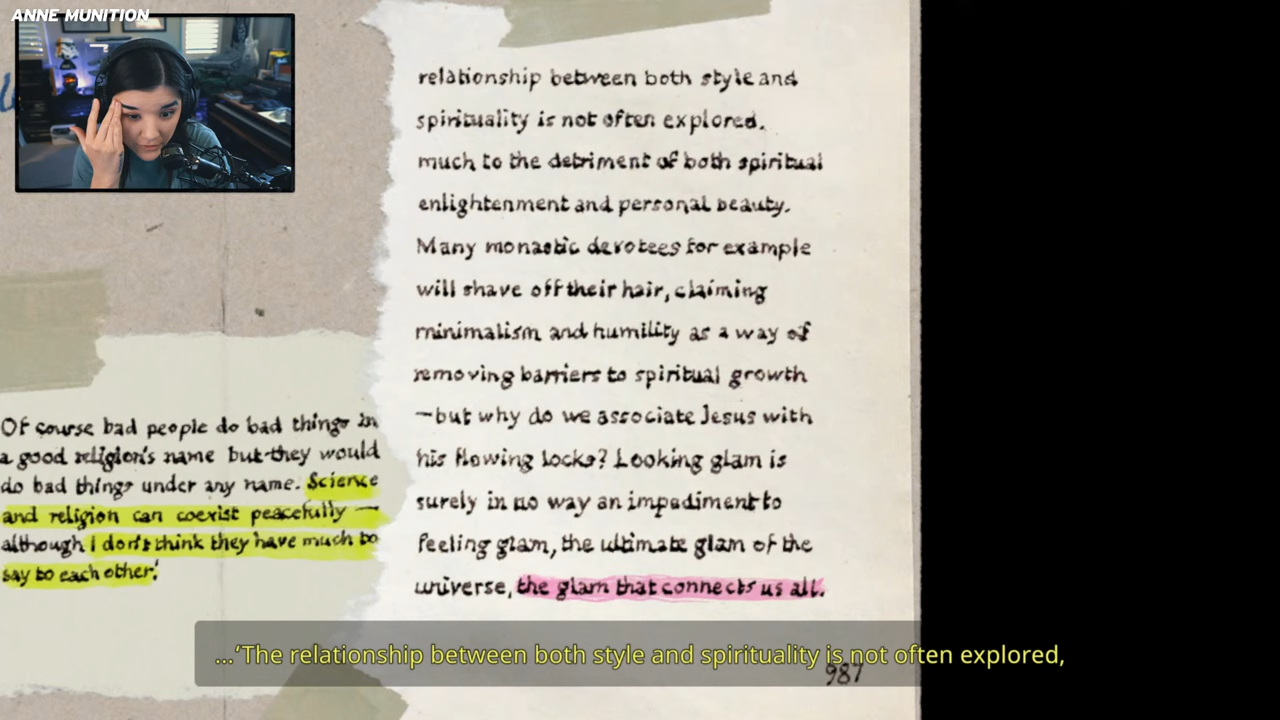 ANNE MUNITION
Of course bad people do bad things in
a good religion's name but they would
do bad things under any name. Science
and religion can coexist peacefully —
although I don't think they have much to
say to each other.'
relationship between both style and
spirituality is not often explored.
much to the detriment of both spiritual
enlightenment and personal beauty.
Many monastic devotees for example
will shave off their hair, claiming
minimalism and humility as a way of
removing barriers to spiritual growth
—but why do we associate Jesus with
his flowing locks? Looking glam is
surely in no way an impediment to
feeling glam, the ultimate glam of the
universe, the glam that connects us all.
987
...'The relationship between both style and spirituality is not often explored,